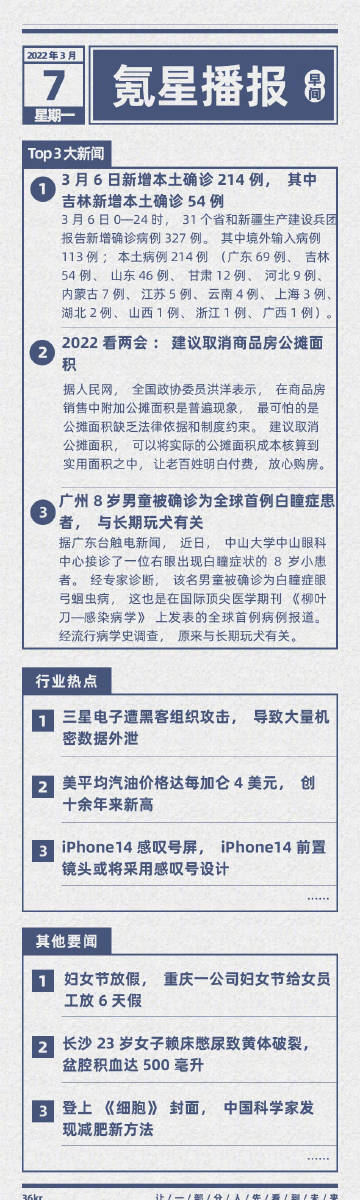 2022 年 3 月
7
星期一
氪星播报
早间
Top 3 大新闻
1
3 月 6 日新增本土确诊 214 例， 其中
吉林新增本土确诊 54 例
3 月 6 日 0—24 时， 31 个省和新疆生产建设兵团
报告新增确诊病例 327 例。 其中境外输入病例
113 例； 本土病例 214 例 （广东 69 例、 吉林
54 例、 山东 46 例、 甘肃 12 例、 河北 9 例、
内蒙古 7 例、 江苏 5 例、 云南 4 例、 上海 3 例、
湖北 2 例、 山西 1 例、 浙江 1 例、 广西 1 例）。
2
2022 看两会： 建议取消商品房公摊面
积
据人民网， 全国政协委员洪洋表示， 在商品房
销售中附加公摊面积是普遍现象， 最可怕的是
公摊面积缺乏法律依据和制度约束。 建议取消
公摊面积， 可以将实际的公摊面积成本核算到
实用面积之中， 让老百姓明白付费， 放心购房。
3
广州 8 岁男童被确诊为全球首例白瞳症患
者， 与长期玩犬有关
据广东台触电新闻， 近日， 中山大学中山眼科
中心接诊了一位右眼出现白瞳症状的 8 岁小患
者。 经专家诊断， 该名男童被确诊为白瞳症眼
弓蛔虫病， 这也是在国际顶尖医学期刊 《柳叶
刀—感染病学》 上发表的全球首例病例报道。
经流行病学史调查， 原来与长期玩犬有关。
行业热点
1
三星电子遭黑客组织攻击， 导致大量机
密数据外泄
2
美平均汽油价格达每加仑 4 美元， 创
十余年来新高
3
iPhone14 感叹号屏， iPhone14 前置
镜头或将采用感叹号设计
......
其他要闻
1
妇女节放假， 重庆一公司妇女节给女员
工放 6 天假
2
长沙 23 岁女子赖床憋尿致黄体破裂，
盆腔积血达 500 毫升
3
登上 《细胞》 封面， 中国科学家发
现减肥新方法
......
36kr
让 / 一 / 部 / 分 / 人 / 先 / 看 / 到 / 未 / 来